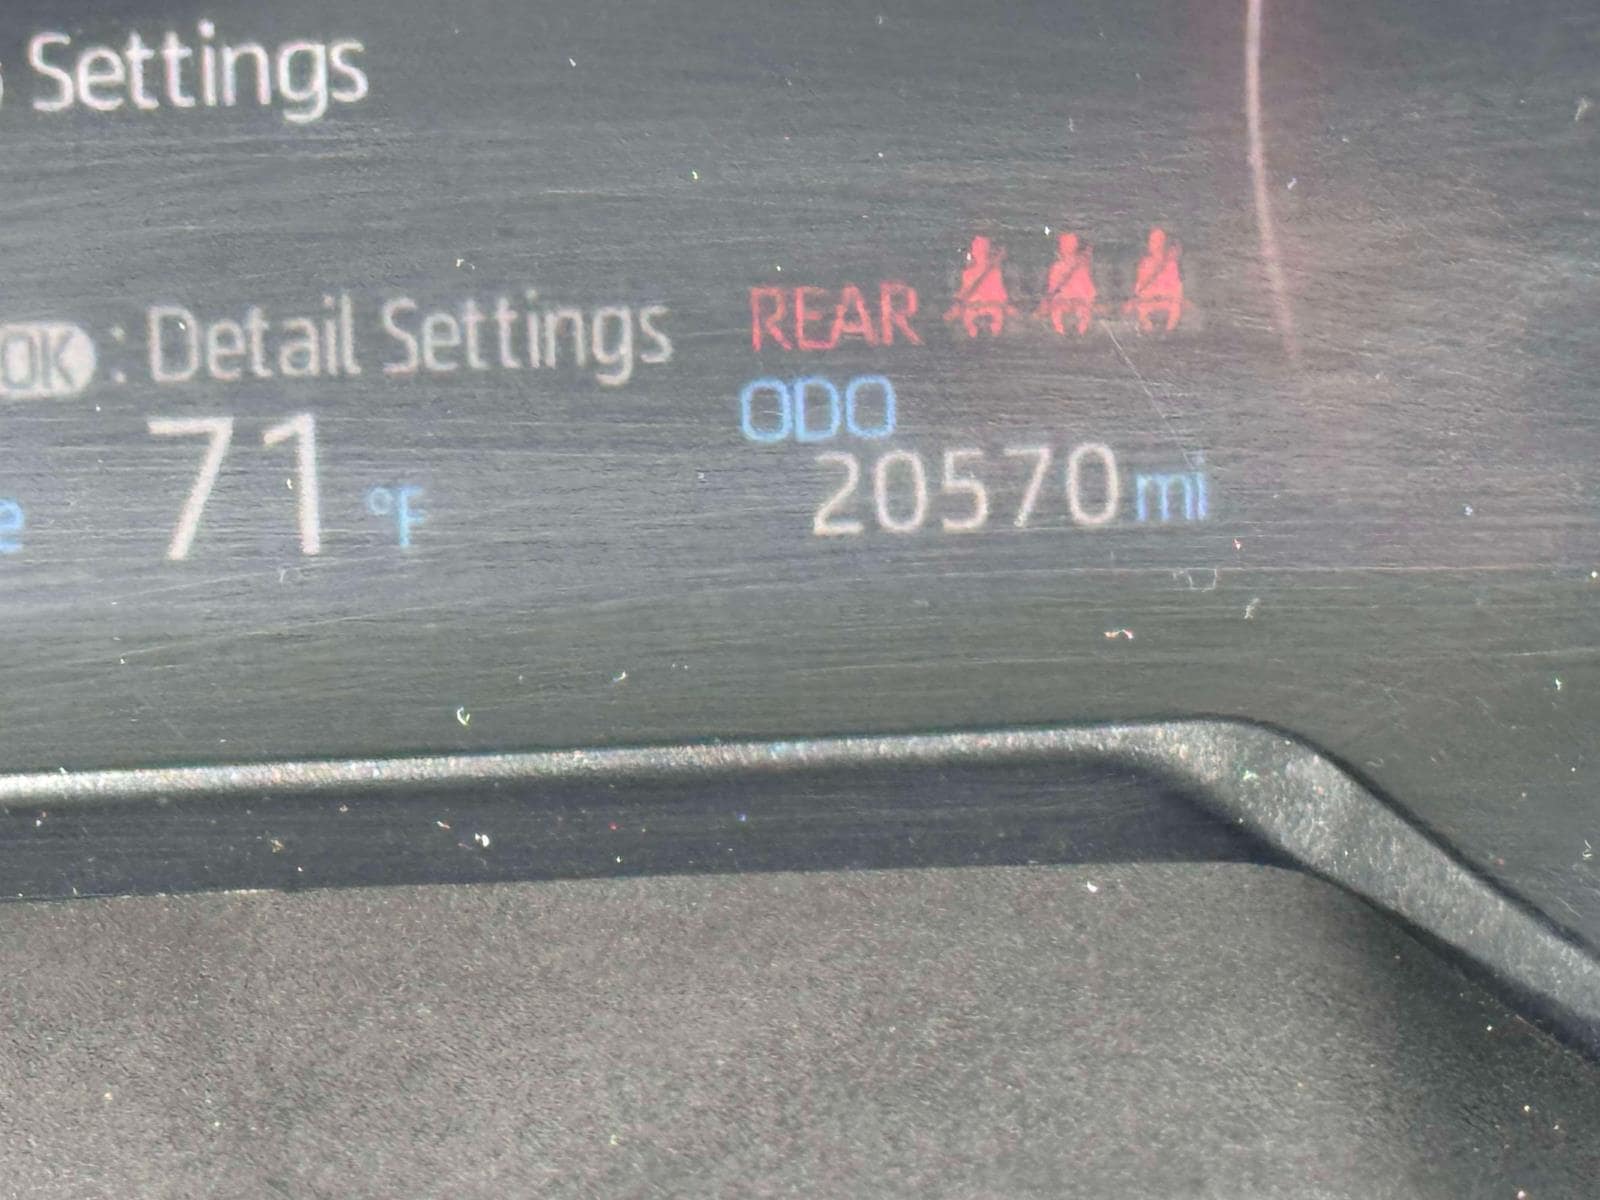 Settings
OK : Detail Settings
REAR
ODO
71 °F
20570 mi